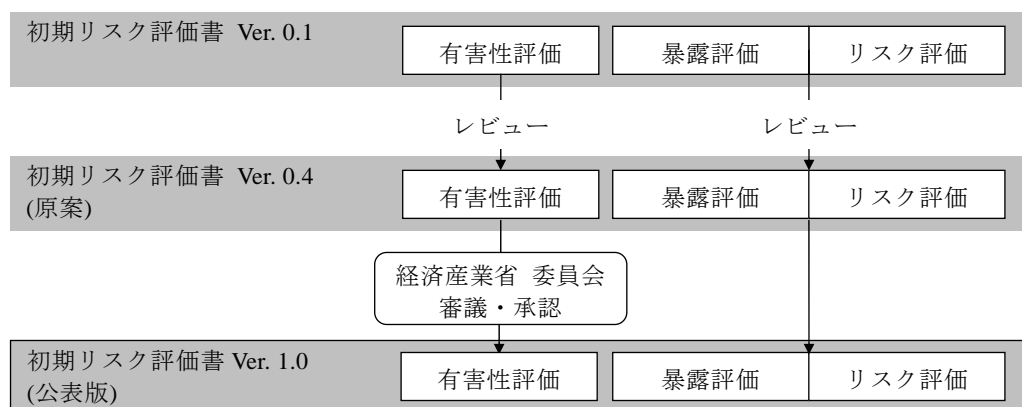 初期リスク評価書 Ver. 0.1
有害性評価
暴露評価
リスク評価
レビュー
レビュー
初期リスク評価書 Ver. 0.4
(原案)
有害性評価
暴露評価
リスク評価
経済産業省 委員会
審議・承認
初期リスク評価書 Ver. 1.0
(公表版)
有害性評価
暴露評価
リスク評価